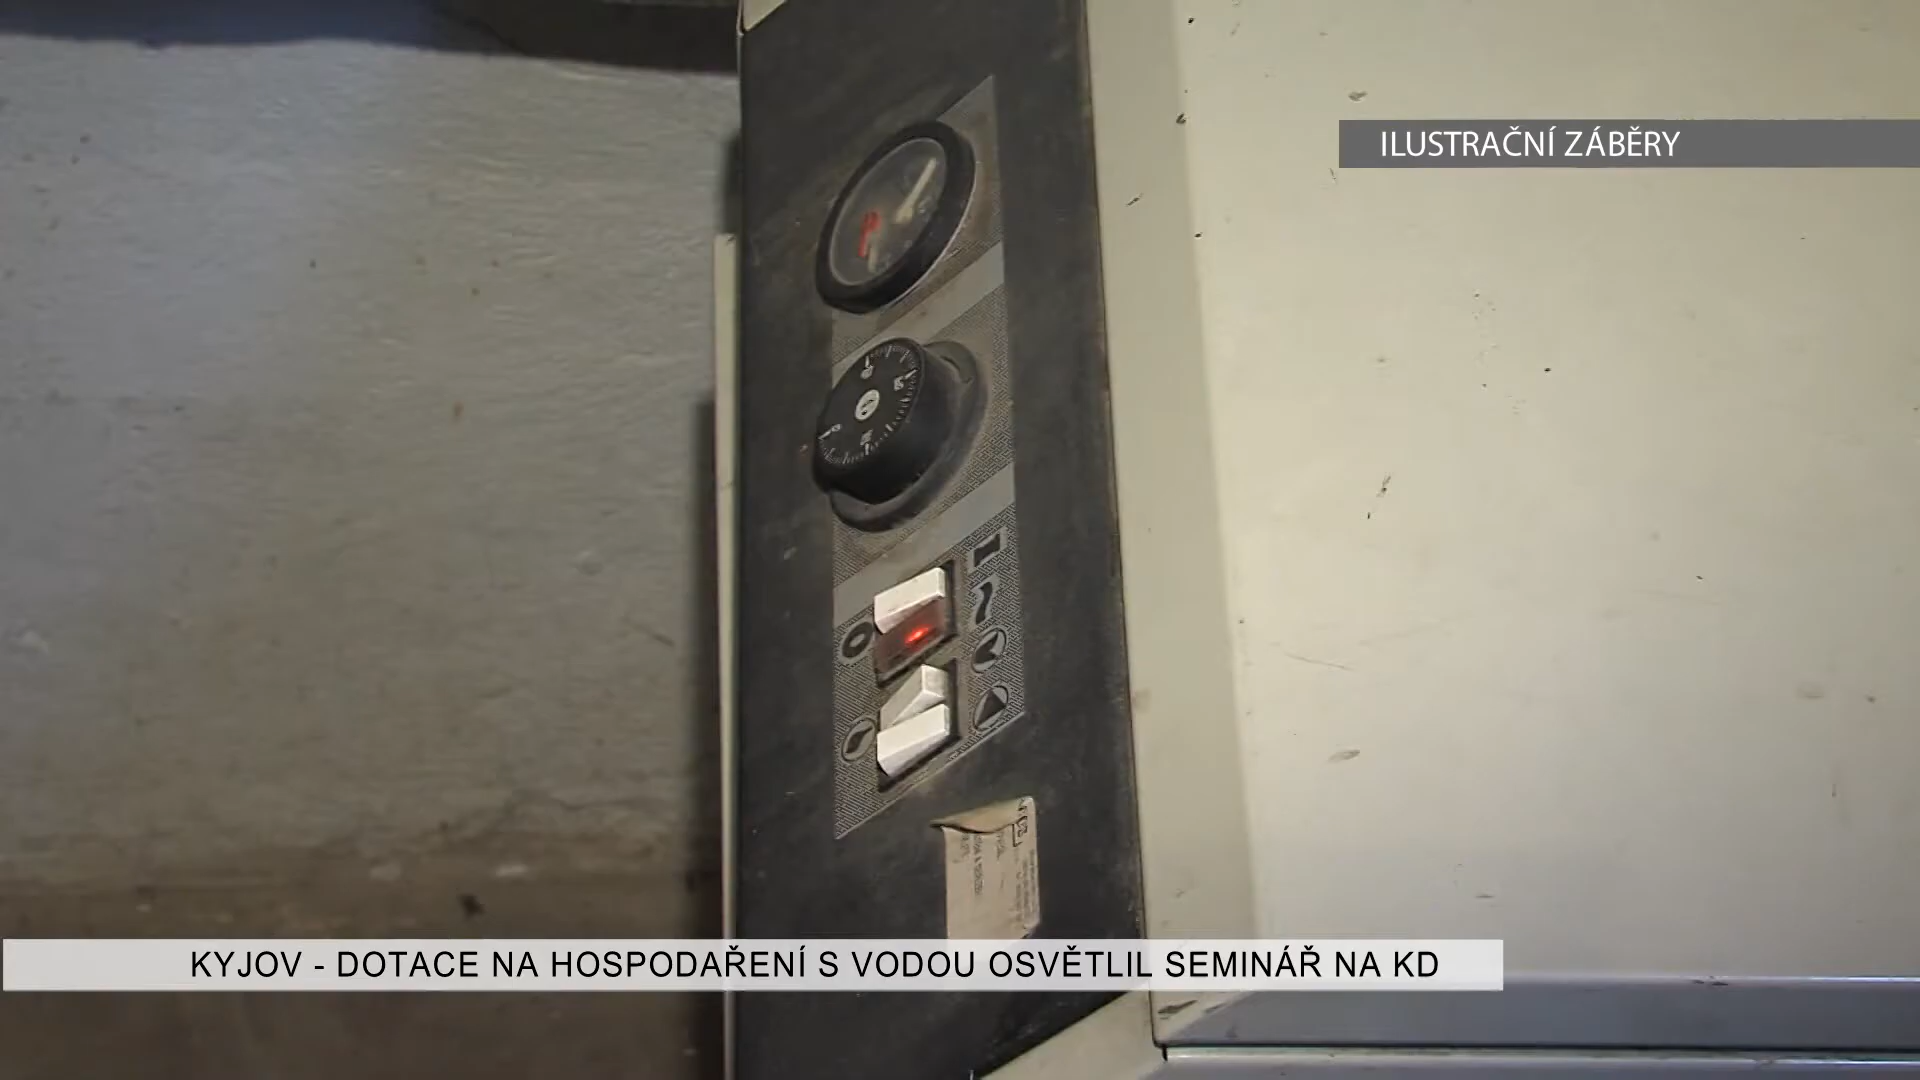 ILUSTRAČNÍ ZÁBĚRY
KYJOV - DOTACE NA HOSPODAŘENÍ S VODOU OSVĚTLIL SEMINÁŘ NA KD